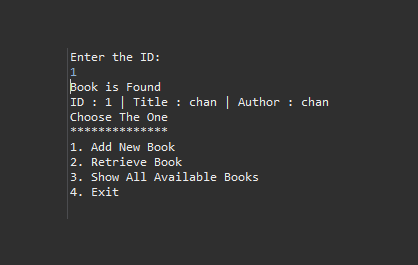 Enter the ID:
1
Book is Found
ID : 1 | Title : chan | Author : chan
Choose The One
**************
1. Add New Book
2. Retrieve Book
3. Show All Available Books
4. Exit